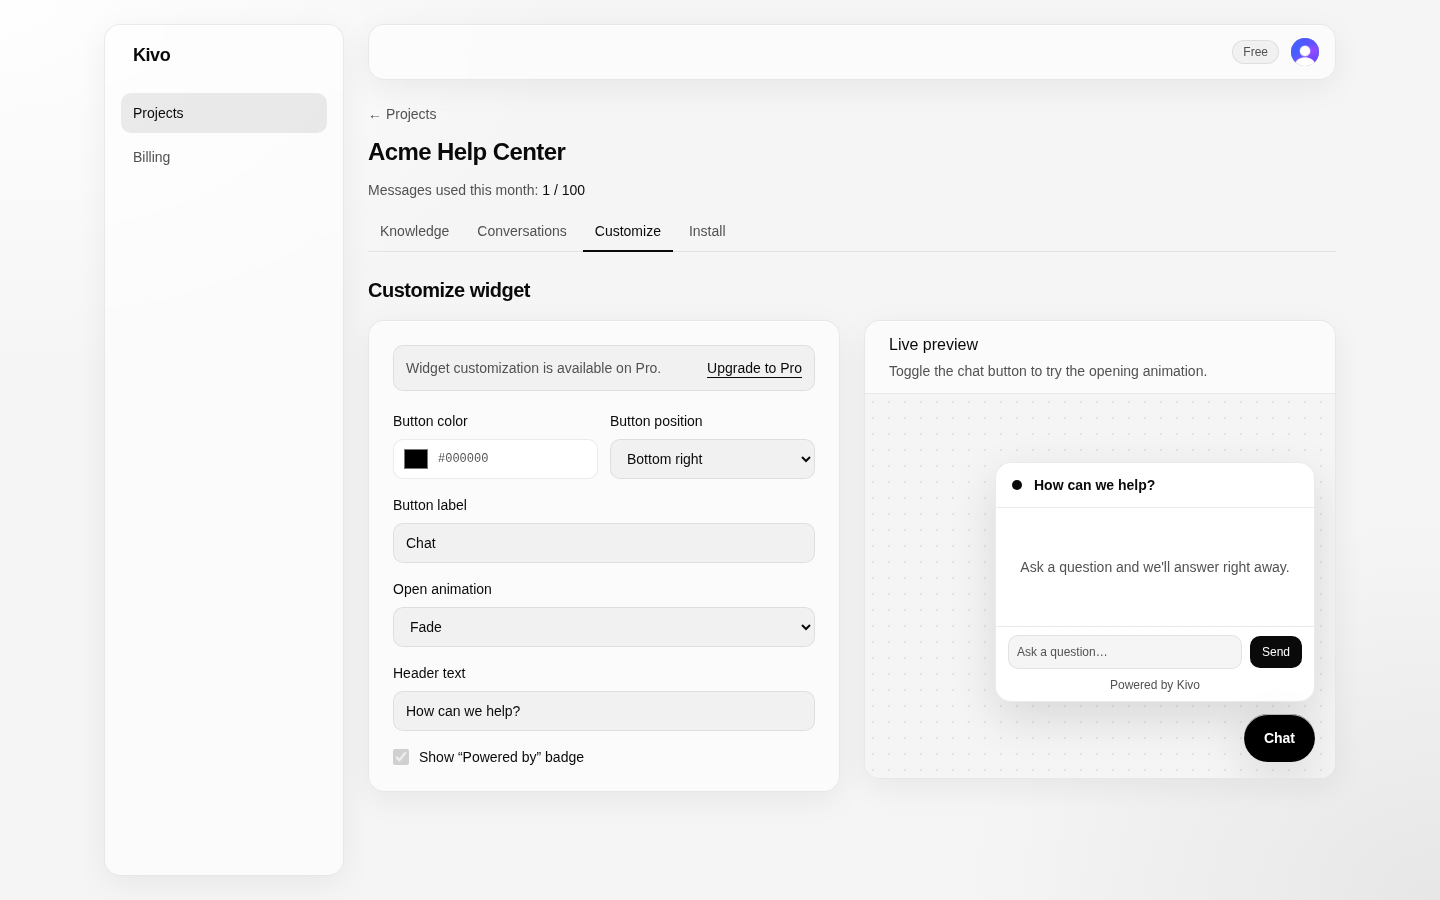 Kivo
Projects
Billing
Free
← Projects
Acme Help Center
Messages used this month: 1 / 100
Knowledge Conversations Customize Install
Customize widget
Widget customization is available on Pro. Upgrade to Pro
Button color Button position
#000000 Bottom right
Button label
Chat
Open animation
Fade
Header text
How can we help?
Show “Powered by” badge
Live preview
Toggle the chat button to try the opening animation.
How can we help?
Ask a question and we'll answer right away.
Ask a question… Send
Powered by Kivo
Chat